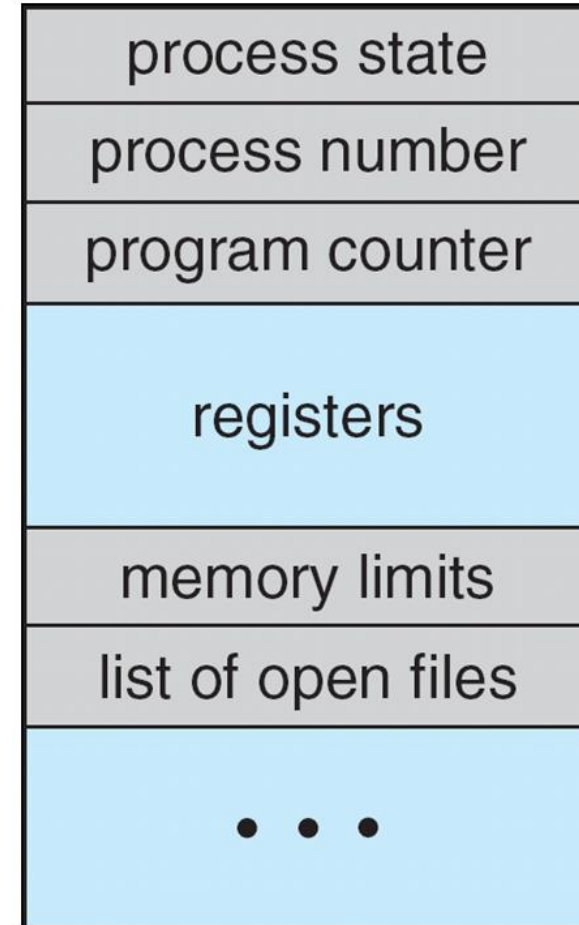 process state
process number
program counter
registers
memory limits
list of open files
• • •